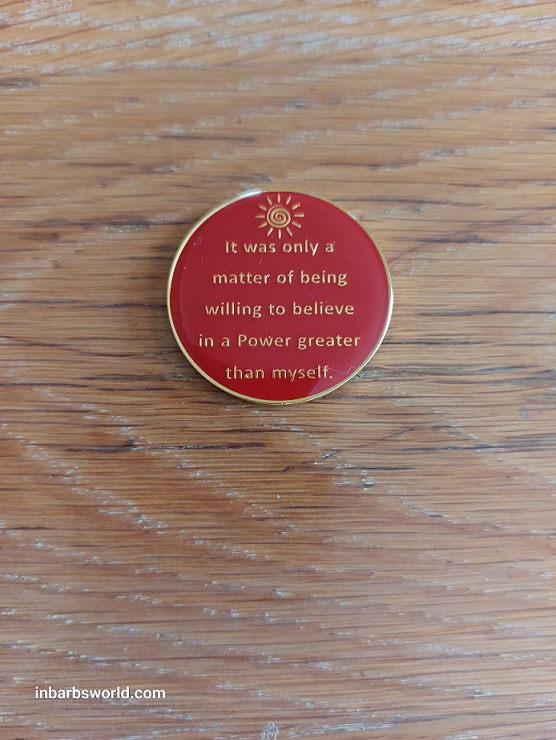 It was only a
matter of being
willing to believe
in a Power greater
than myself.
inbarbsworld.com